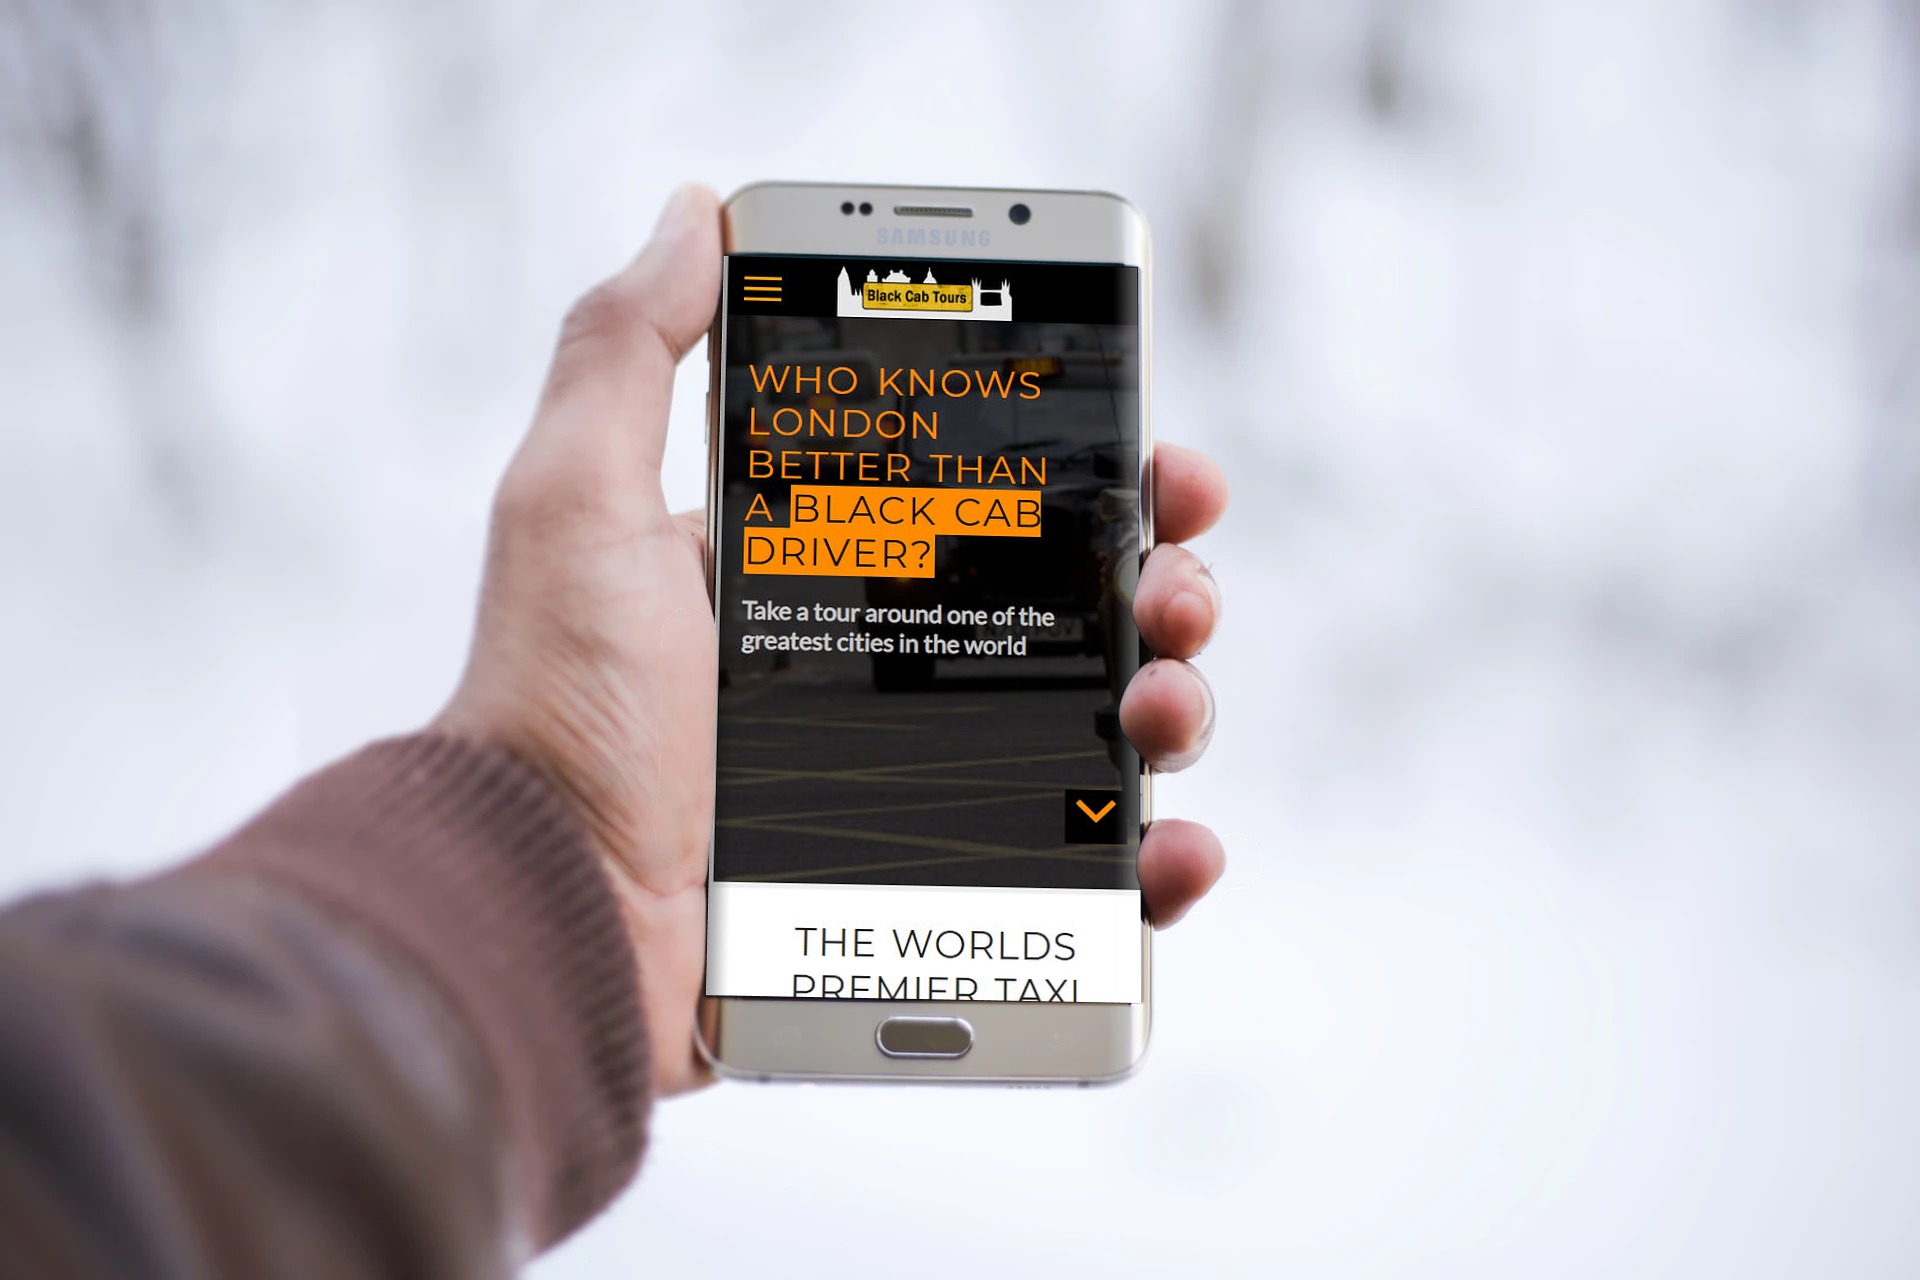 SAMSUNG
Black Cab Tours
WHO KNOWS
LONDON
BETTER THAN
A BLACK CAB
DRIVER?
Take a tour around one of the
greatest cities in the world
THE WORLDS
PREMIER TAXI